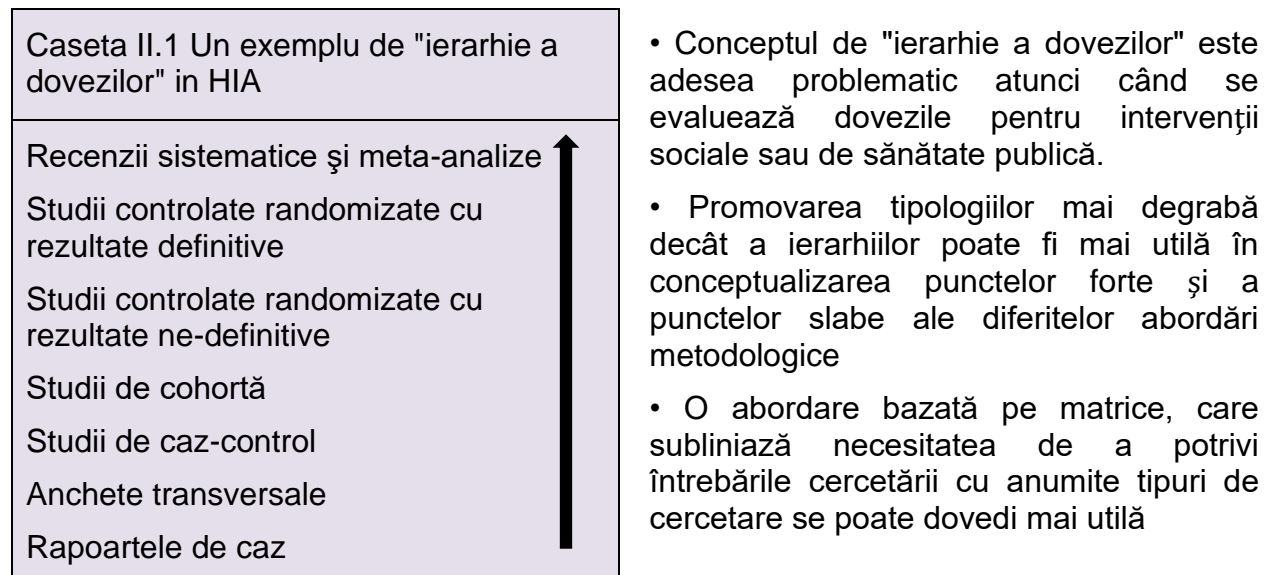 Caseta II.1 Un exemplu de "ierarhie a
dovezilor" in HIA
Recenzii sistematice şi meta-analize
Studii controlate randomizate cu
rezultate definitive
Studii controlate randomizate cu
rezultate ne-definitive
Studii de cohortă
Studii de caz-control
Anchete transversale
Rapoartele de caz
• Conceptul de "ierarhie a dovezilor" este
adesea problematic atunci când se
evaluează dovezile pentru intervenții
sociale sau de sănătate publică.
• Promovarea tipologiilor mai degrabă
decât a ierarhiilor poate fi mai utilă în
conceptualizarea punctelor forte și a
punctelor slabe ale diferitelor abordări
metodologice
• O abordare bazată pe matrice, care
subliniază necesitatea de a potrivi
întrebările cercetării cu anumite tipuri de
cercetare se poate dovedi mai utilă